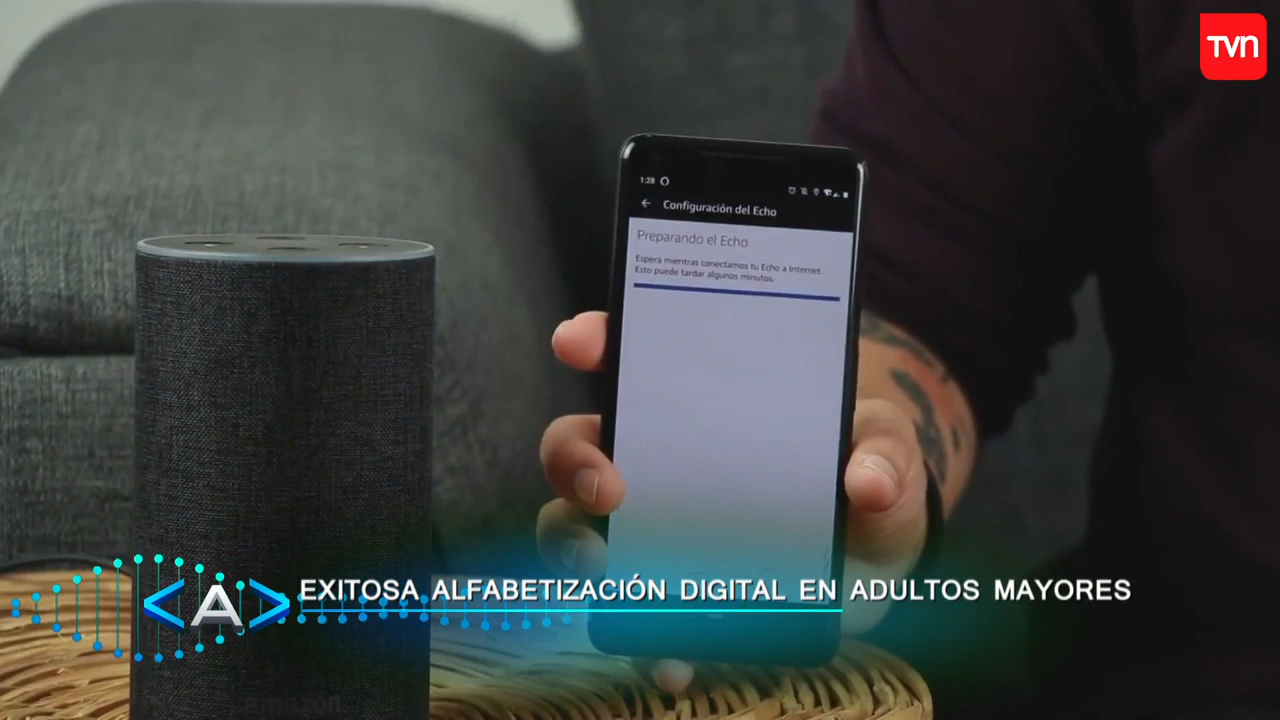 TVN
1:28
Configuración del Echo
Preparando el Echo
Espera mientras conectamos tu Echo a Internet.
Esto puede tardar algunos minutos.
<A> EXITOSA ALFABETIZACIÓN DIGITAL EN ADULTOS MAYORES
amazon